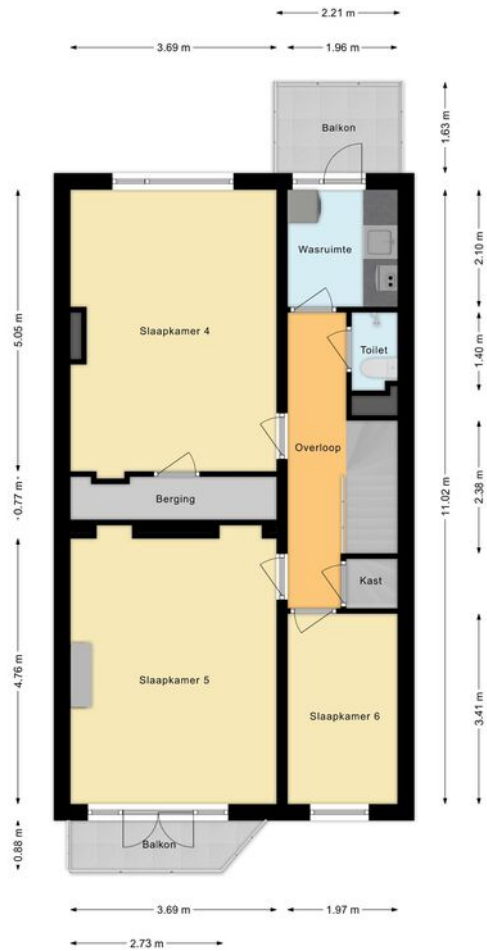 2.21 m
3.69 m
1.96 m
Balkon
1.63 m
Wasruimte
2.10 m
Slaapkamer 4
5.05 m
Toilet
1.40 m
Overloop
2.38 m
11.02 m
Berging
0.77 m
Kast
Slaapkamer 5
4.76 m
Slaapkamer 6
3.41 m
Balkon
0.88 m
3.69 m
1.97 m
2.73 m